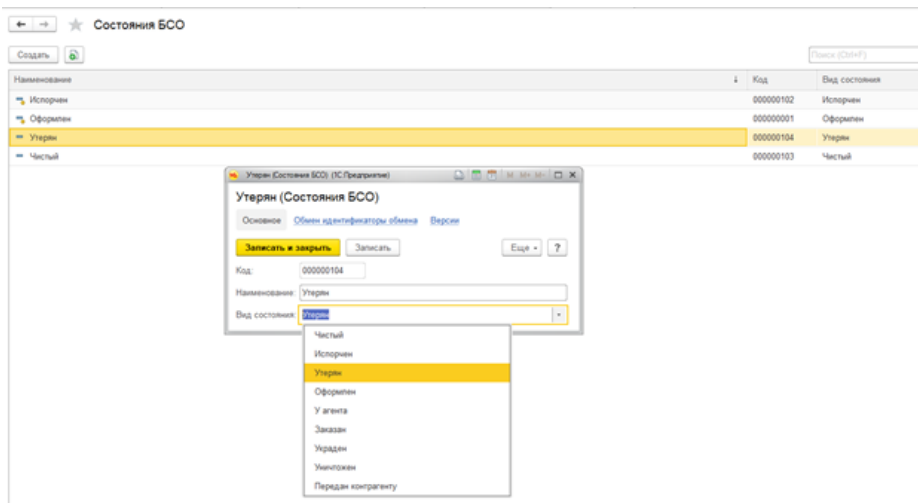 Состояния БСО
Создать
Поиск (Ctrl+F)
Наименование ↓ Код Вид состояния
Испорчен 000000102 Испорчен
Оформлен 000000001 Оформлен
Утерян 000000104 Утерян
Чистый 000000103 Чистый
Утерян (Состояния БСО) (1С:Предприятие) M M+ M-
Утерян (Состояния БСО)
Основное Обмен идентификаторы обмена Версии
Записать и закрыть Записать Еще ?
Код: 000000104
Наименование: Утерян
Вид состояния: Утерян
Чистый
Испорчен
Утерян
Оформлен
У агента
Заказан
Украден
Уничтожен
Передан контрагенту